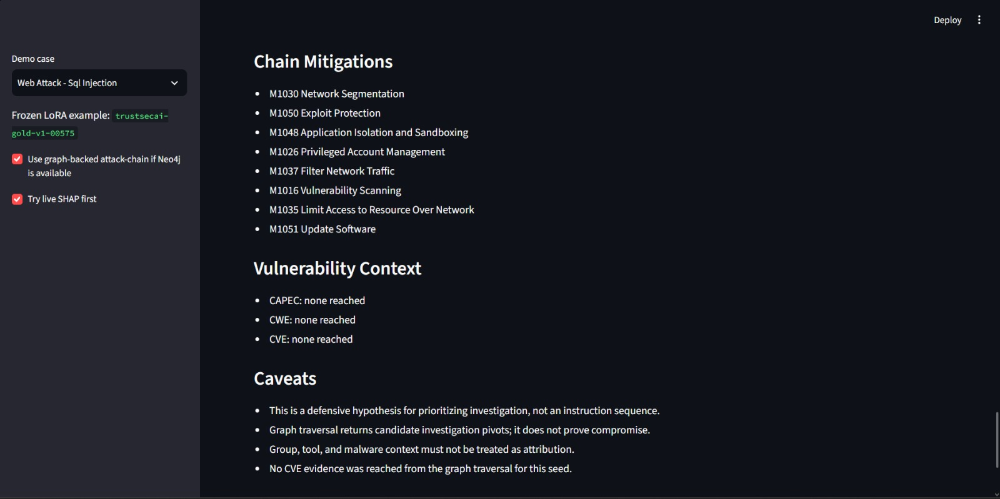 Deploy
Demo case
Web Attack - Sql Injection
Frozen LoRA example: trustsecai-
gold-v1-00575
Use graph-backed attack-chain if Neo4j
is available
Try live SHAP first
Chain Mitigations
M1030 Network Segmentation
M1050 Exploit Protection
M1048 Application Isolation and Sandboxing
M1026 Privileged Account Management
M1037 Filter Network Traffic
M1016 Vulnerability Scanning
M1035 Limit Access to Resource Over Network
M1051 Update Software
Vulnerability Context
CAPEC: none reached
CWE: none reached
CVE: none reached
Caveats
This is a defensive hypothesis for prioritizing investigation, not an instruction sequence.
Graph traversal returns candidate investigation pivots; it does not prove compromise.
Group, tool, and malware context must not be treated as attribution.
No CVE evidence was reached from the graph traversal for this seed.